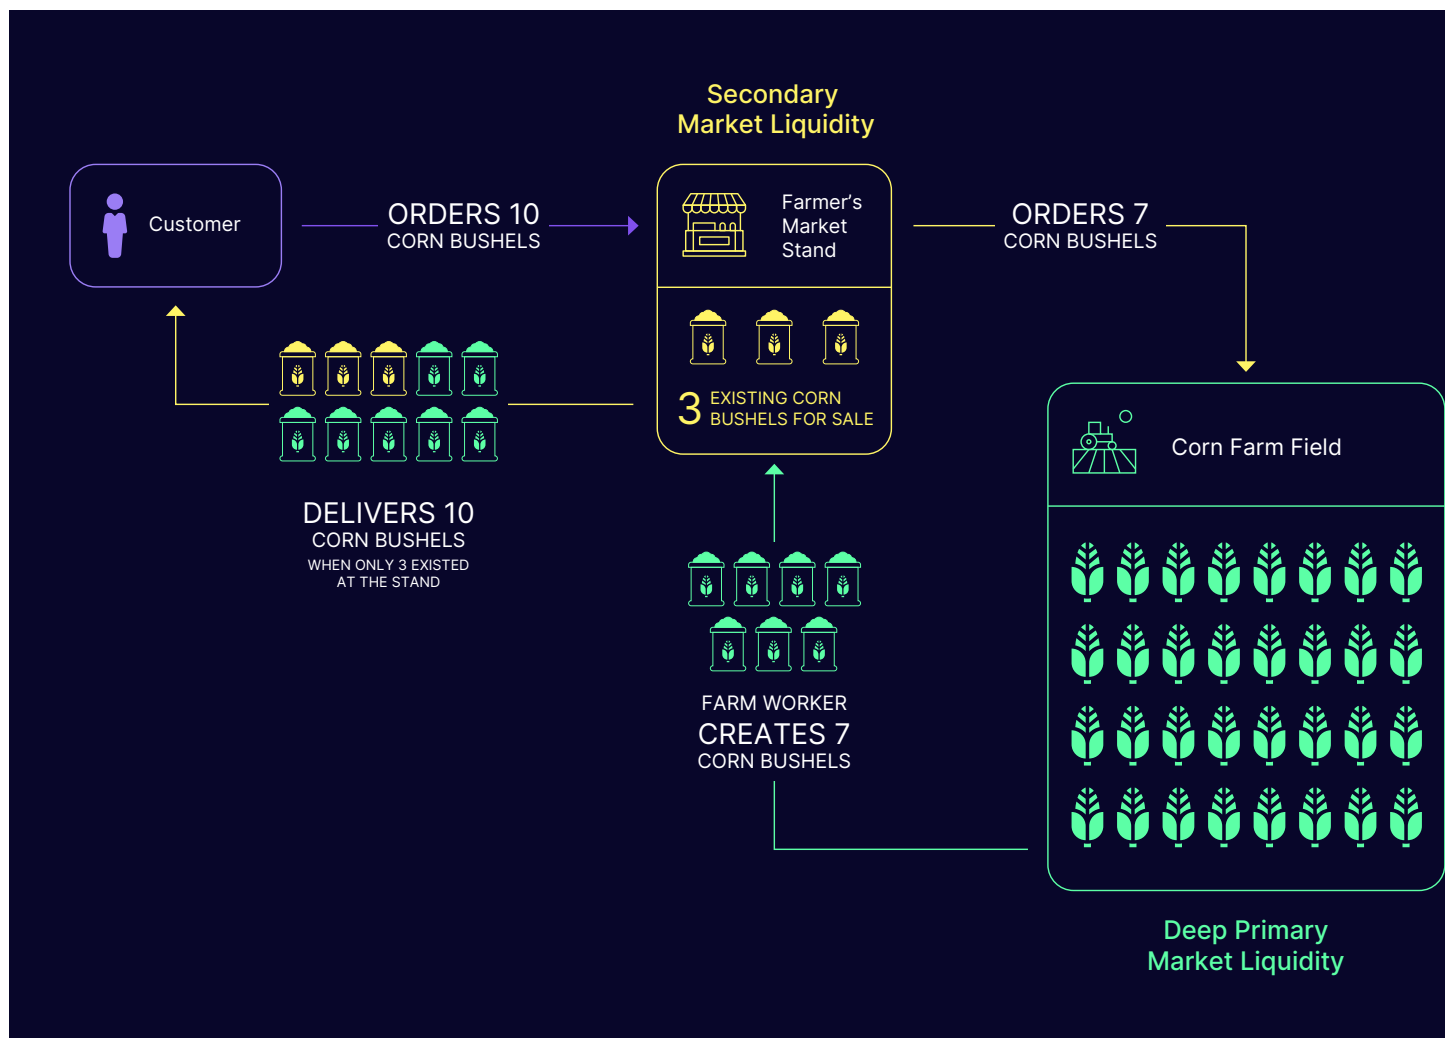 Secondary
Market Liquidity
Customer
ORDERS 10
CORN BUSHELS
Farmer’s
Market
Stand
ORDERS 7
CORN BUSHELS
3 EXISTING CORN
BUSHELS FOR SALE
Corn Farm Field
DELIVERS 10
CORN BUSHELS
WHEN ONLY 3 EXISTED
AT THE STAND
FARM WORKER
CREATES 7
CORN BUSHELS
Deep Primary
Market Liquidity